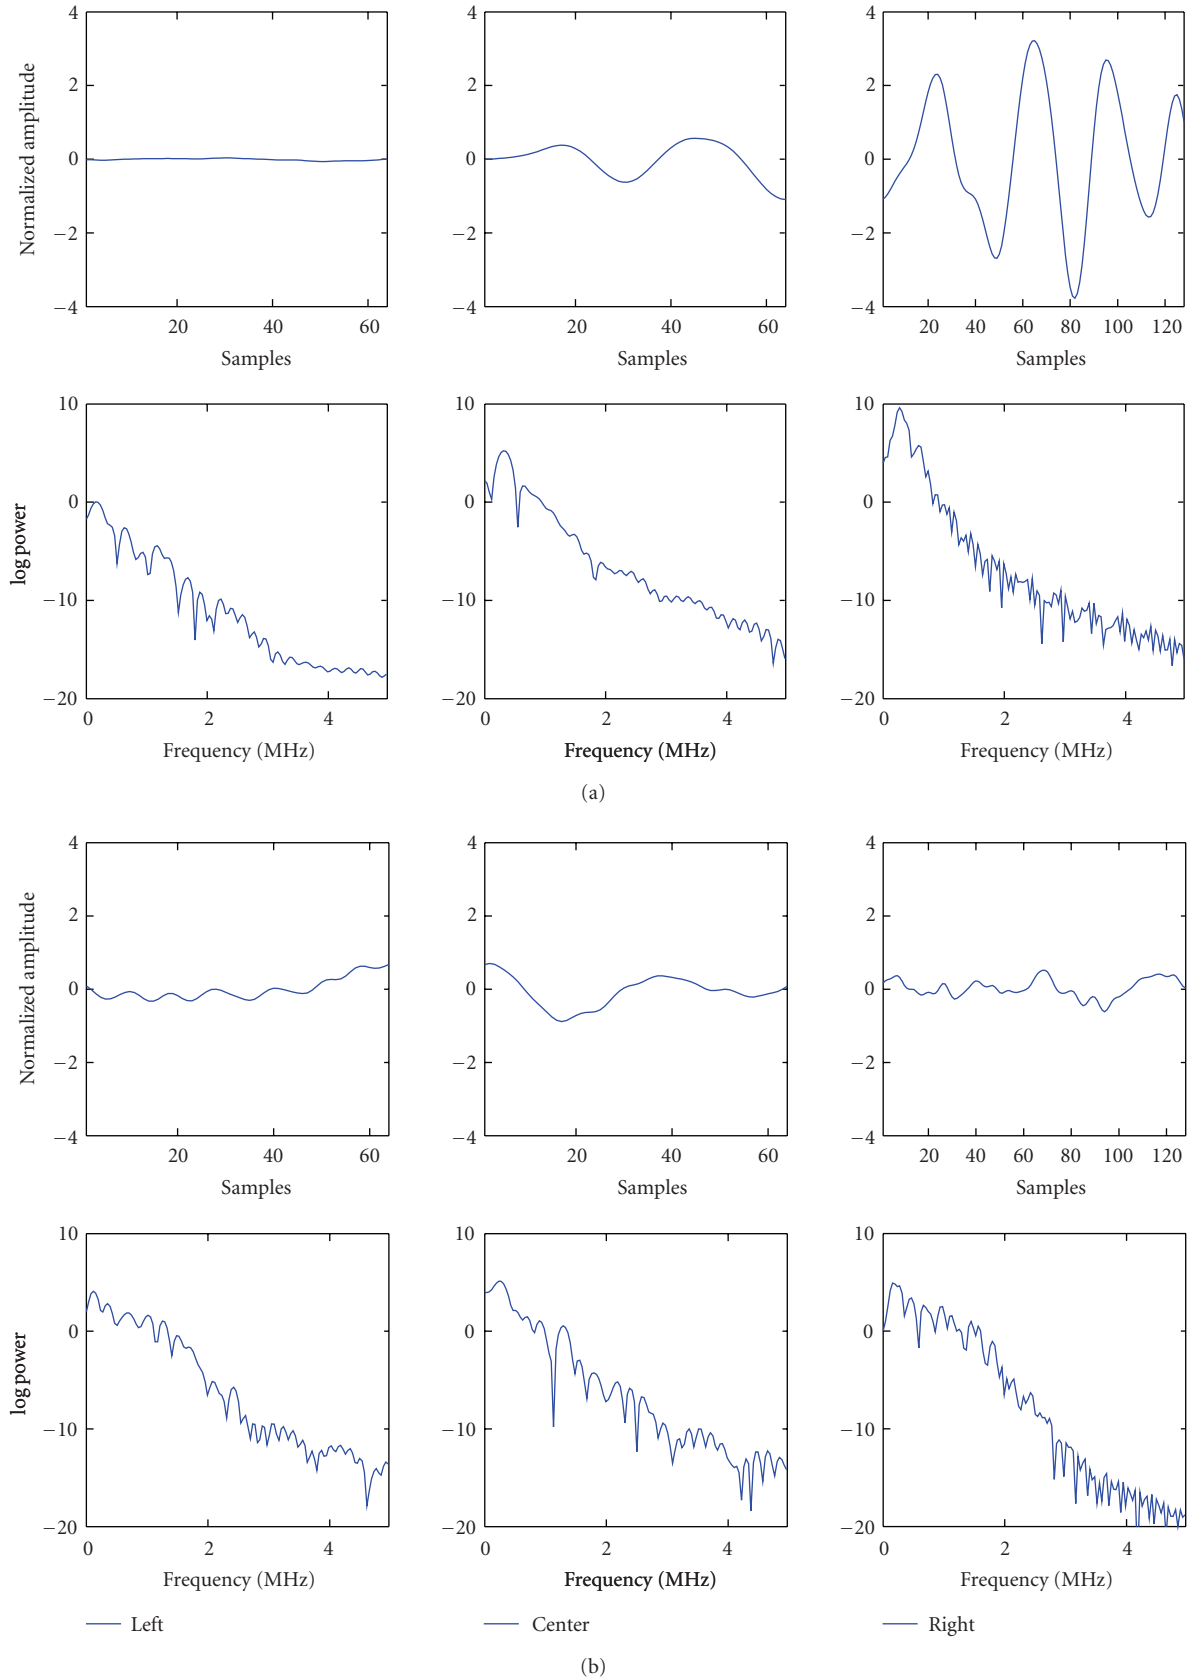 4 4 4
2 2 2
0 0 0
−2 −2 −2
−4 −4 −4
Normalized amplitude
20 40 60 20 40 60 20 40 60 80 100 120
Samples Samples Samples
10 10 10
0 0 0
−10 −10 −10
−20 −20 −20
log power
0 2 4 0 2 4 0 2 4
Frequency (MHz) Frequency (MHz) Frequency (MHz)
(a)
4 4 4
2 2 2
0 0 0
−2 −2 −2
−4 −4 −4
Normalized amplitude
20 40 60 20 40 60 20 40 60 80 100 120
Samples Samples Samples
10 10 10
0 0 0
−10 −10 −10
−20 −20 −20
log power
0 2 4 0 2 4 0 2 4
Frequency (MHz) Frequency (MHz) Frequency (MHz)
Left Center Right
(b)